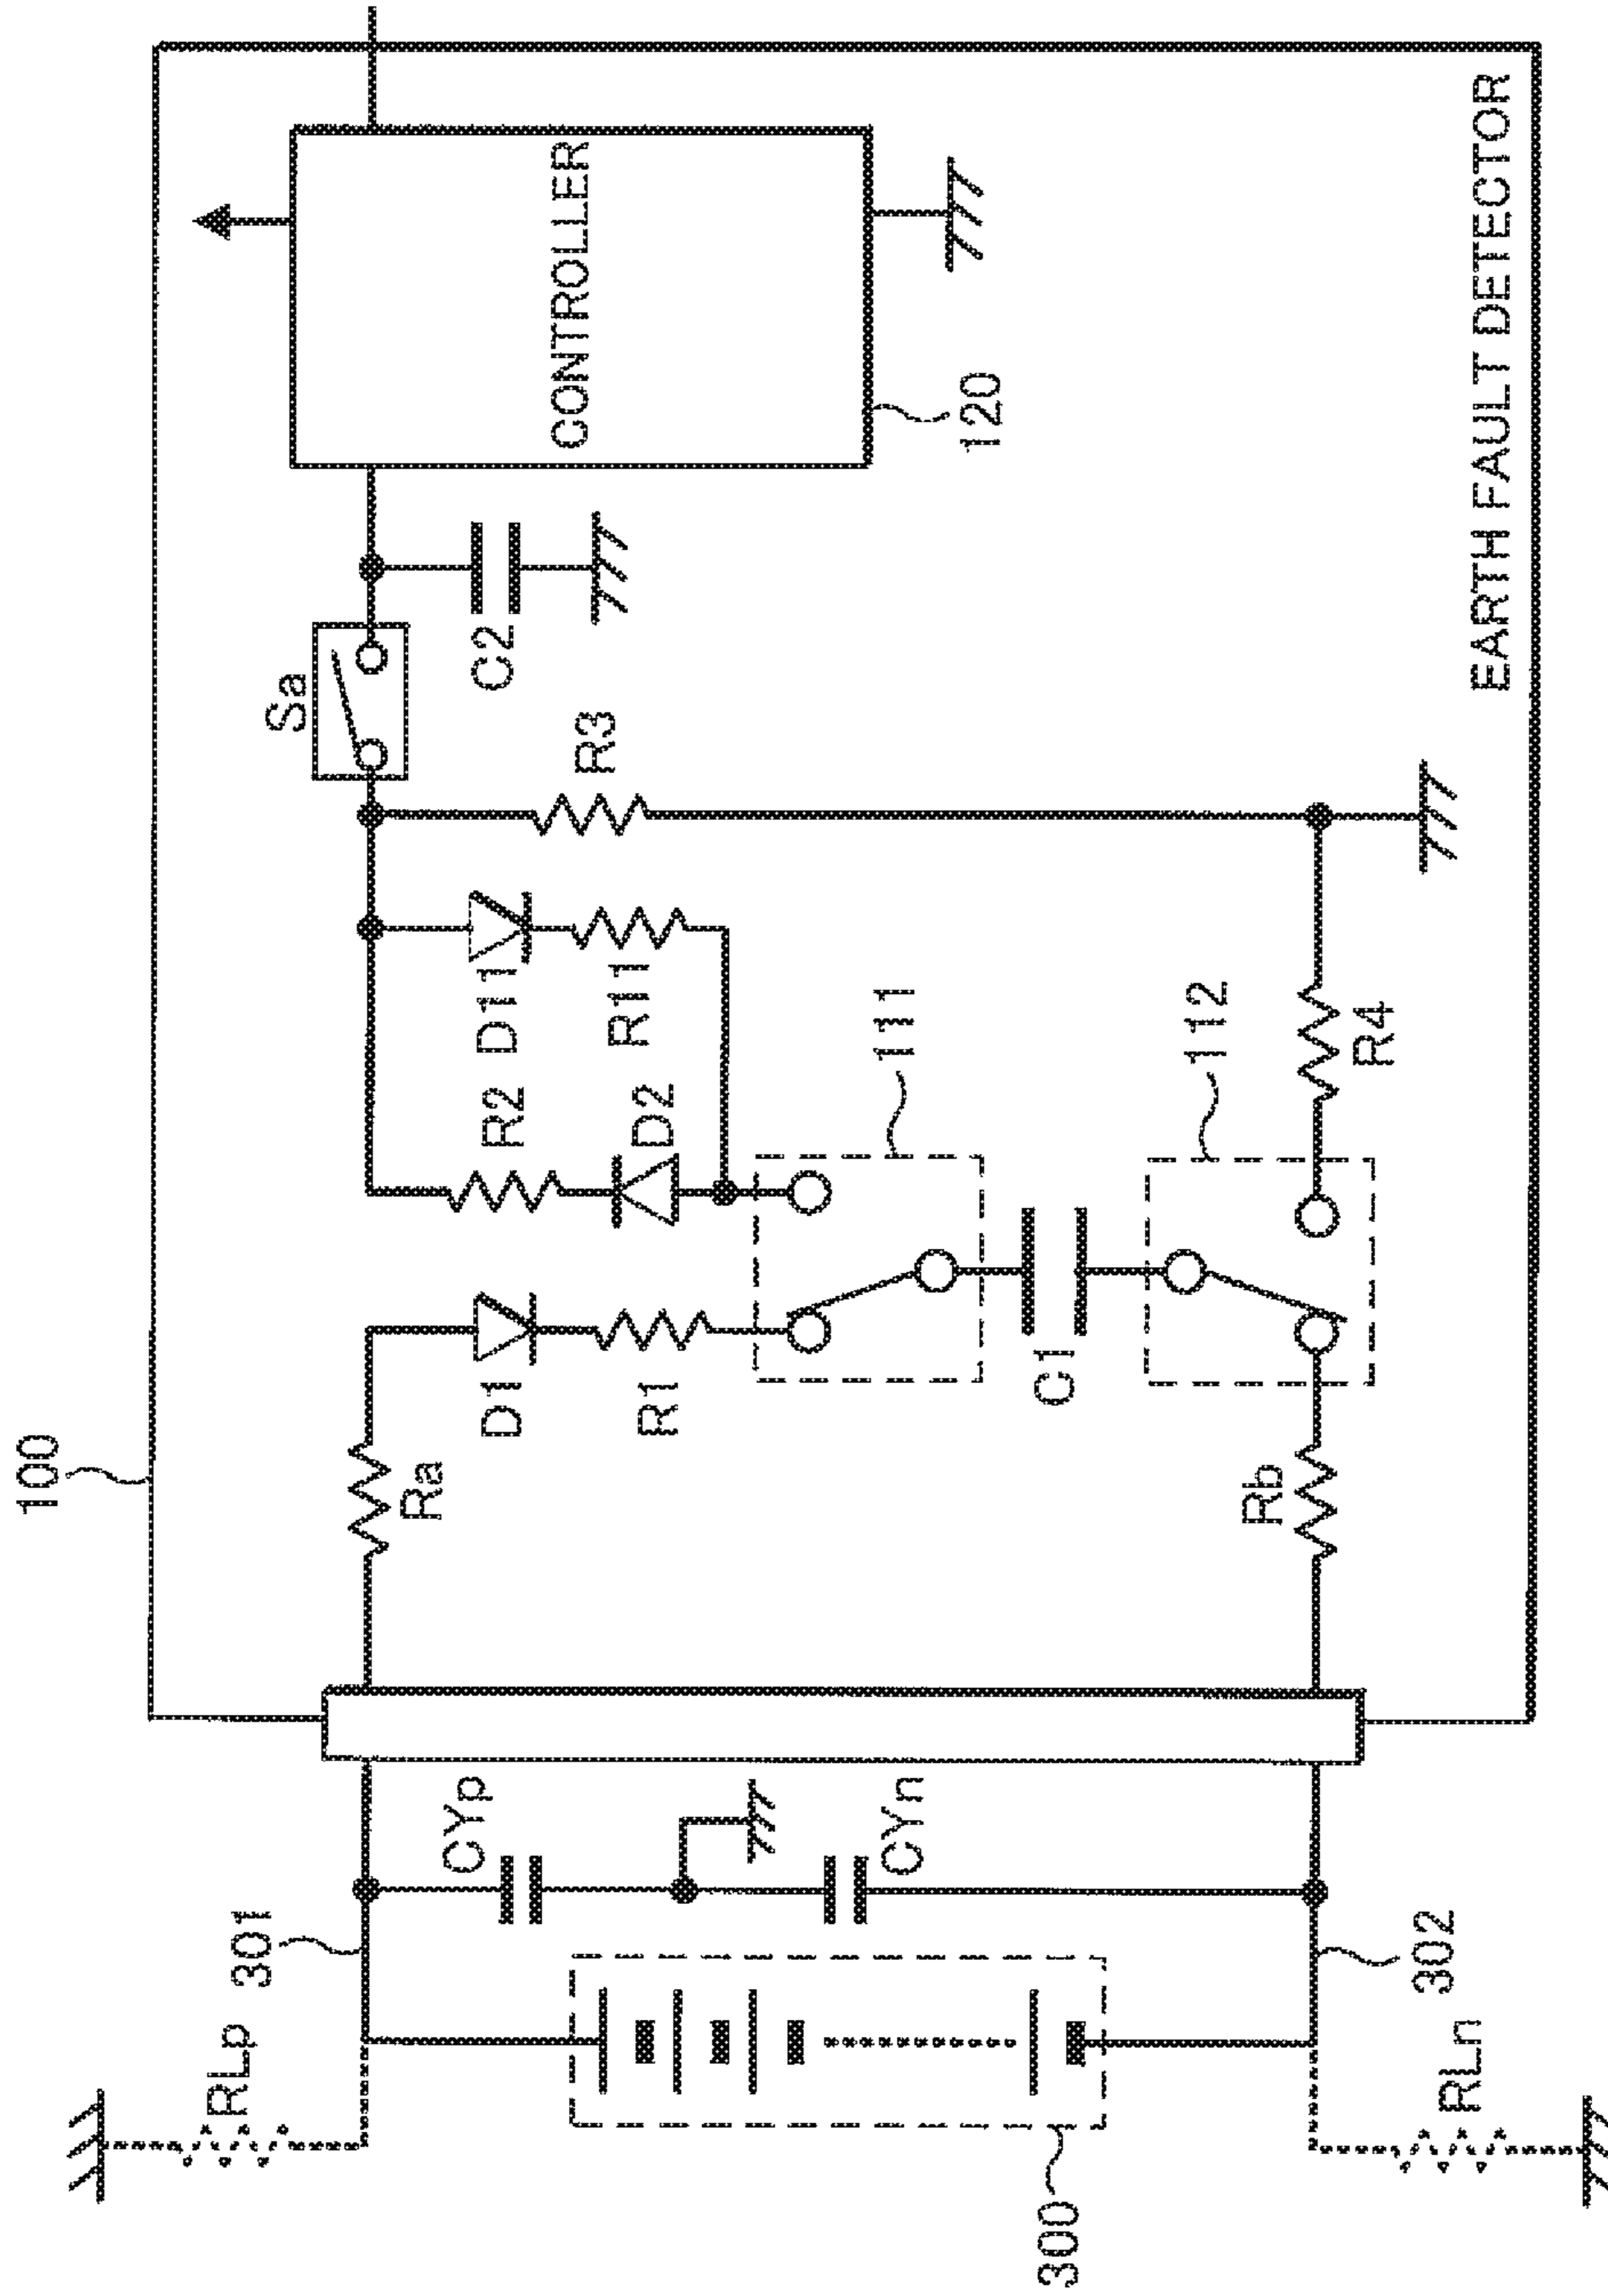 100
EARTH FAULT DETECTOR
CONTROLLER
120
Sa
C2
R3
D11
R11
R2
D2
111
112
R4
D1
R1
C1
Ra
Rb
CYp
CYn
301
302
RLp
RLn
300